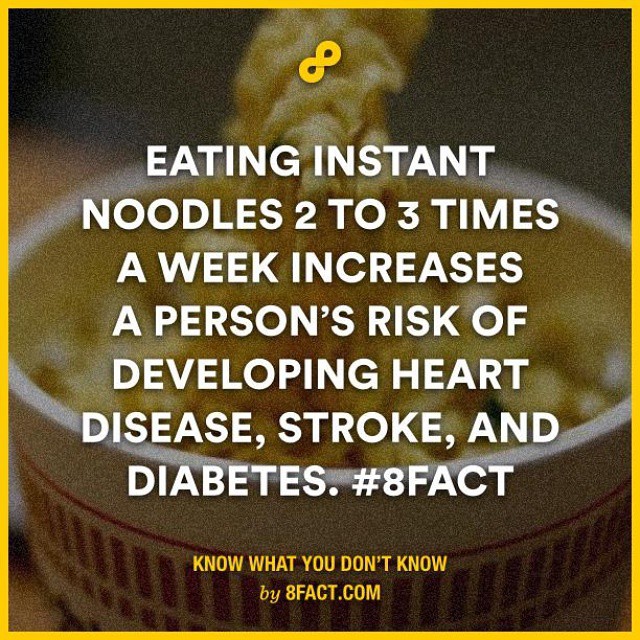 EATING INSTANT
NOODLES 2 TO 3 TIMES
A WEEK INCREASES
A PERSON'S RISK OF
DEVELOPING HEART
DISEASE, STROKE, AND
DIABETES. #8FACT
KNOW WHAT YOU DON'T KNOW
by 8FACT.COM